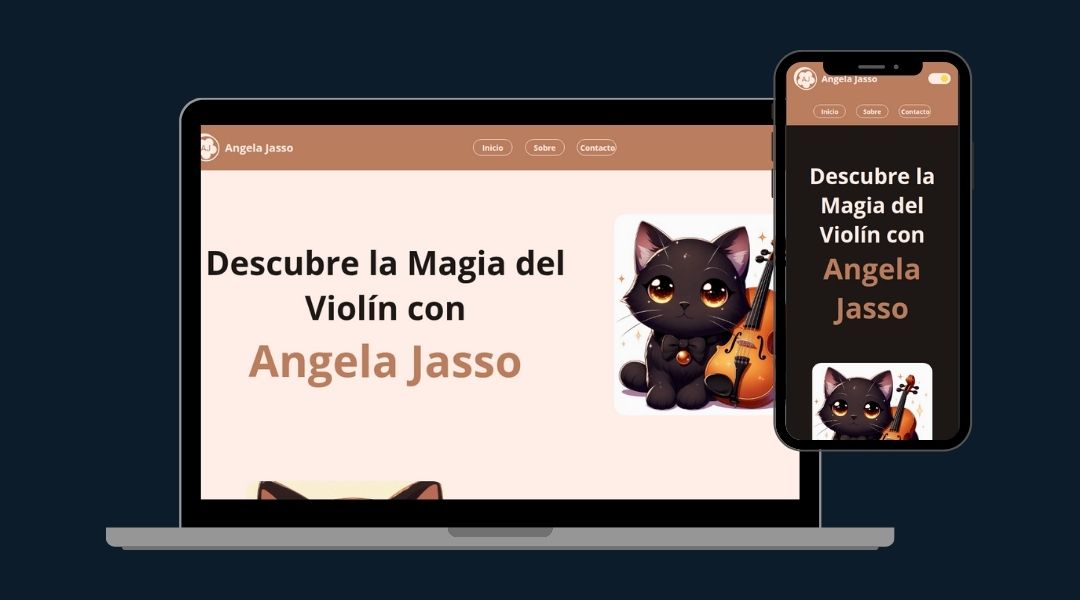 AJ
Angela Jasso
Inicio
Sobre
Contacto
Descubre la Magia del
Violín con
Angela Jasso
AJ
Angela Jasso
Inicio
Sobre
Contacto
Descubre la
Magia del
Violín con
Angela
Jasso